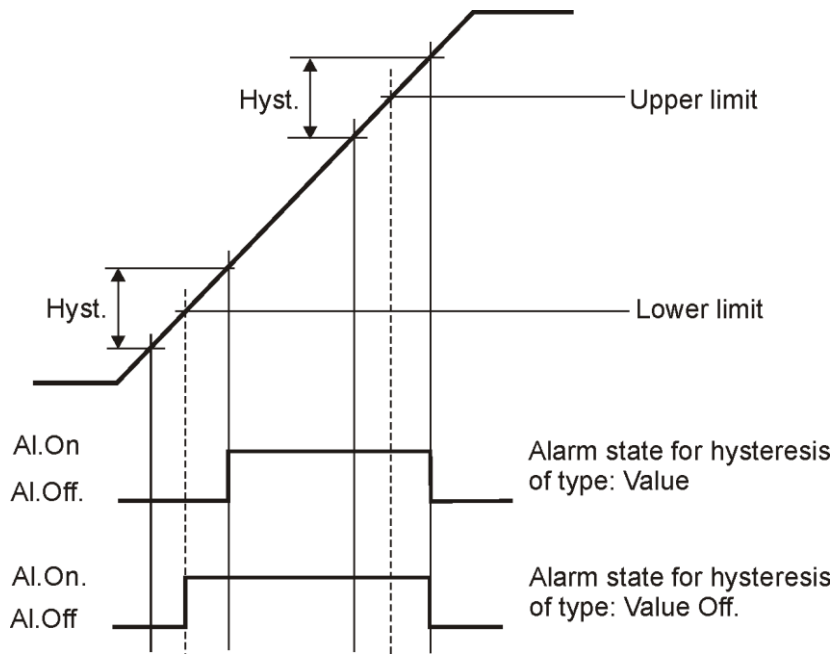 Hyst.
Upper limit
Hyst.
Lower limit
Al.On
Al.Off.
Alarm state for hysteresis
of type: Value
Al.On.
Al.Off
Alarm state for hysteresis
of type: Value Off.